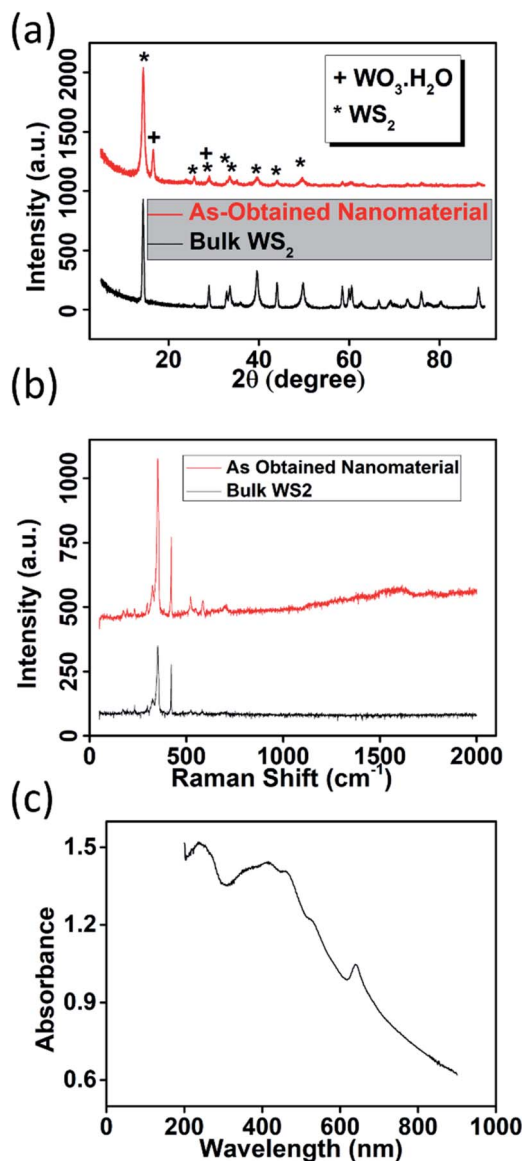 (a)
Intensity (a.u.)
2000
1500
1000
500
0
*
+
*
+
*
*
*
*
*
*
+ WO₃.H₂O
* WS₂
As-Obtained Nanomaterial
Bulk WS₂
20
40
60
80
2θ (degree)
(b)
Intensity (a.u.)
1000
750
500
250
0
As Obtained Nanomaterial
Bulk WS2
0
500
1000
1500
2000
Raman Shift (cm⁻¹)
(c)
Absorbance
1.5
1.2
0.9
0.6
0
200
400
600
800
1000
Wavelength (nm)